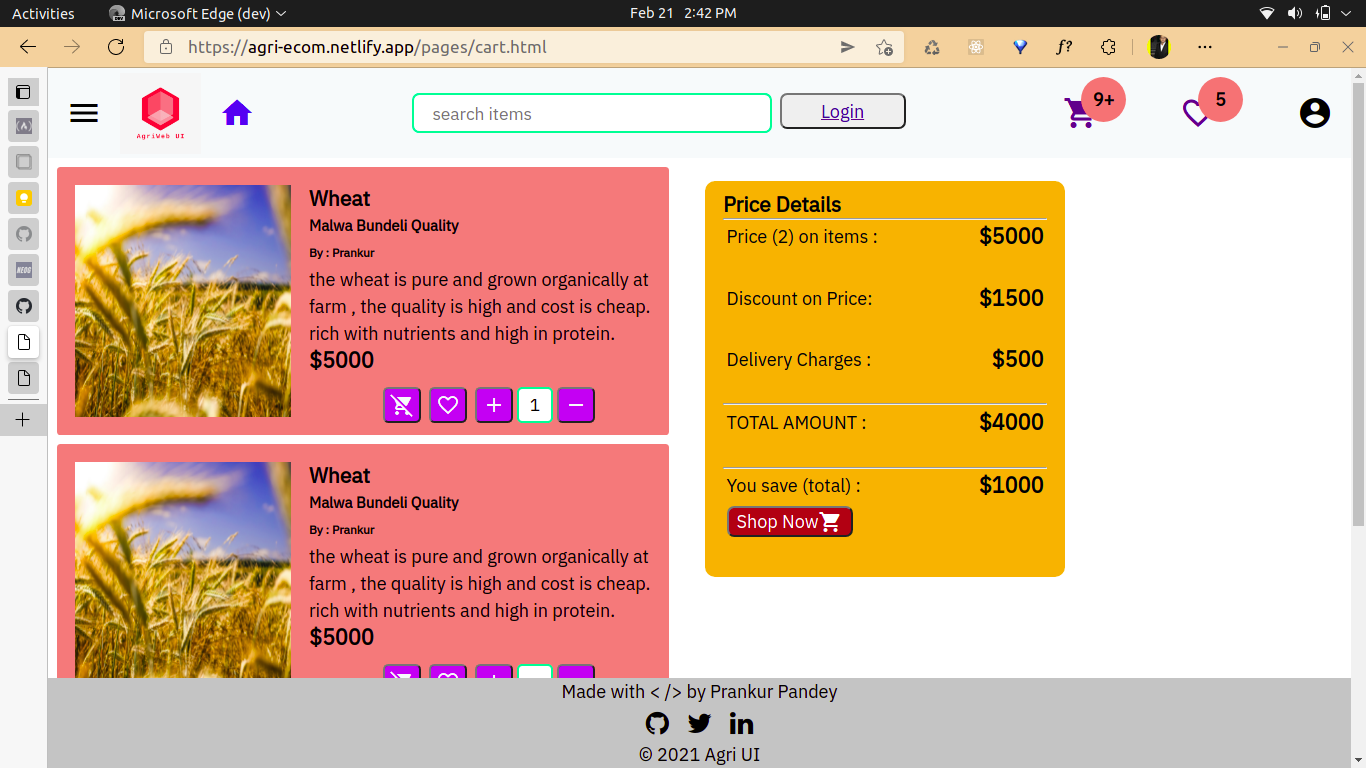 Activities
Microsoft Edge (dev)
Feb 21 2:42 PM
https://agri-ecom.netlify.app/pages/cart.html
f?
AgriWeb UI
search items
Login
9+
5
Wheat
Malwa Bundeli Quality
By : Prankur
the wheat is pure and grown organically at
farm , the quality is high and cost is cheap.
rich with nutrients and high in protein.
$5000
1
Wheat
Malwa Bundeli Quality
By : Prankur
the wheat is pure and grown organically at
farm , the quality is high and cost is cheap.
rich with nutrients and high in protein.
$5000
Price Details
Price (2) on items : $5000
Discount on Price: $1500
Delivery Charges : $500
TOTAL AMOUNT : $4000
You save (total) : $1000
Shop Now
Made with < /> by Prankur Pandey
© 2021 Agri UI